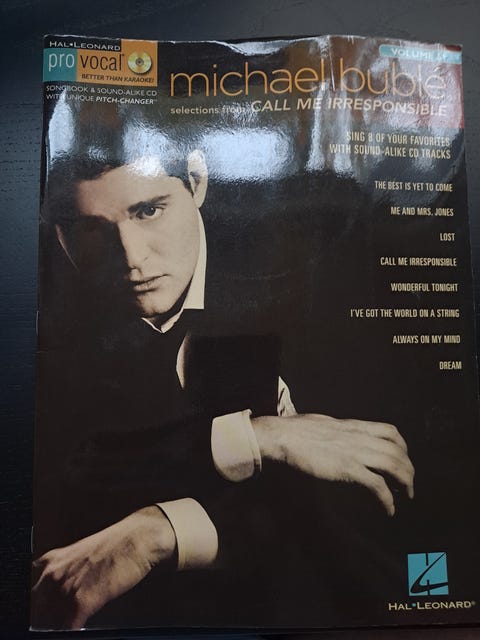 HAL•LEONARD
pro vocal
BETTER THAN KARAOKE!
SONGBOOK & SOUND-ALIKE CD
WITH UNIQUE PITCH-CHANGER™
VOLUME
michael bublé
selections from CALL ME IRRESPONSIBLE
SING 8 OF YOUR FAVORITES
WITH SOUND-ALIKE CD TRACKS
THE BEST IS YET TO COME
ME AND MRS. JONES
LOST
CALL ME IRRESPONSIBLE
WONDERFUL TONIGHT
I'VE GOT THE WORLD ON A STRING
ALWAYS ON MY MIND
DREAM
HAL•LEONARD®